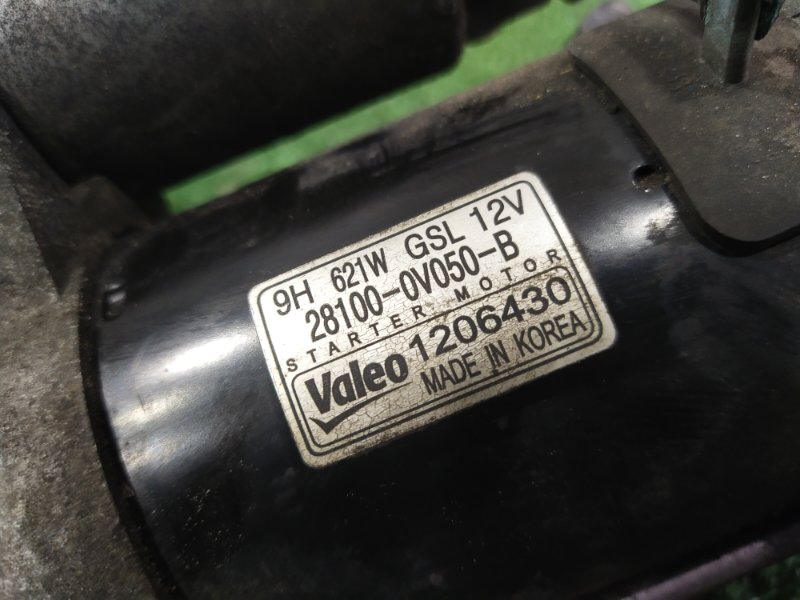 9H 621W GSL 12V
28100-0V050-B
STARTER MOTOR
Valeo 1206430
MADE IN KOREA